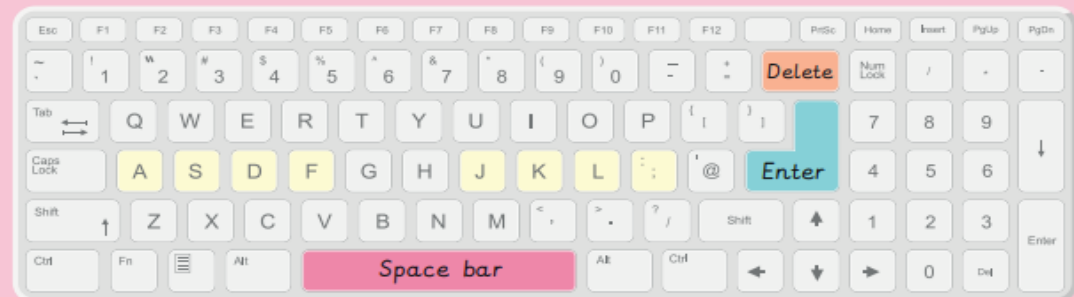 Esc F1 F2 F3 F4 F5 F6 F7 F8 F9 F10 F11 F12 PrtSc Home Insert PgUp PgDn
~ ! 1 2 # 3 $ 4 % 5 ^ 6 & 7 * 8 ( 9 ) 0 - Delete Num Lock / -
Tab Q W E R T Y U I O P { [ } ] 7 8 9 ↓
Caps Lock A S D F G H J K L : ; ' @ Enter 4 5 6
Shift ↑ Z X C V B N M < , > . ? / Shift ↑ 1 2 3 Enter
Ctrl Fn Alt Space bar Alt Ctrl ← ↓ → 0 Del